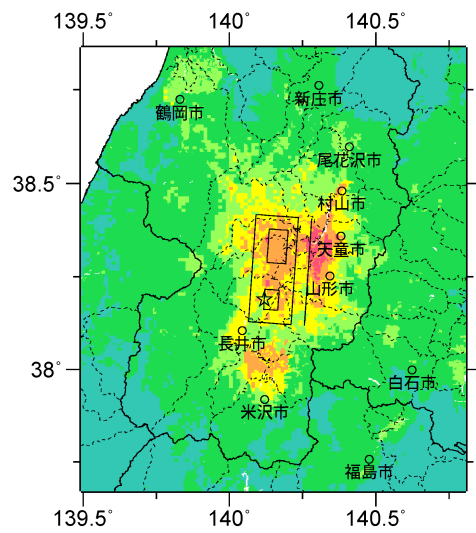 139.5° 140° 140.5°
新庄市
鶴岡市
尾花沢市
38.5°
村山市
天童市
山形市
長井市
38°
白石市
米沢市
福島市
139.5° 140° 140.5°